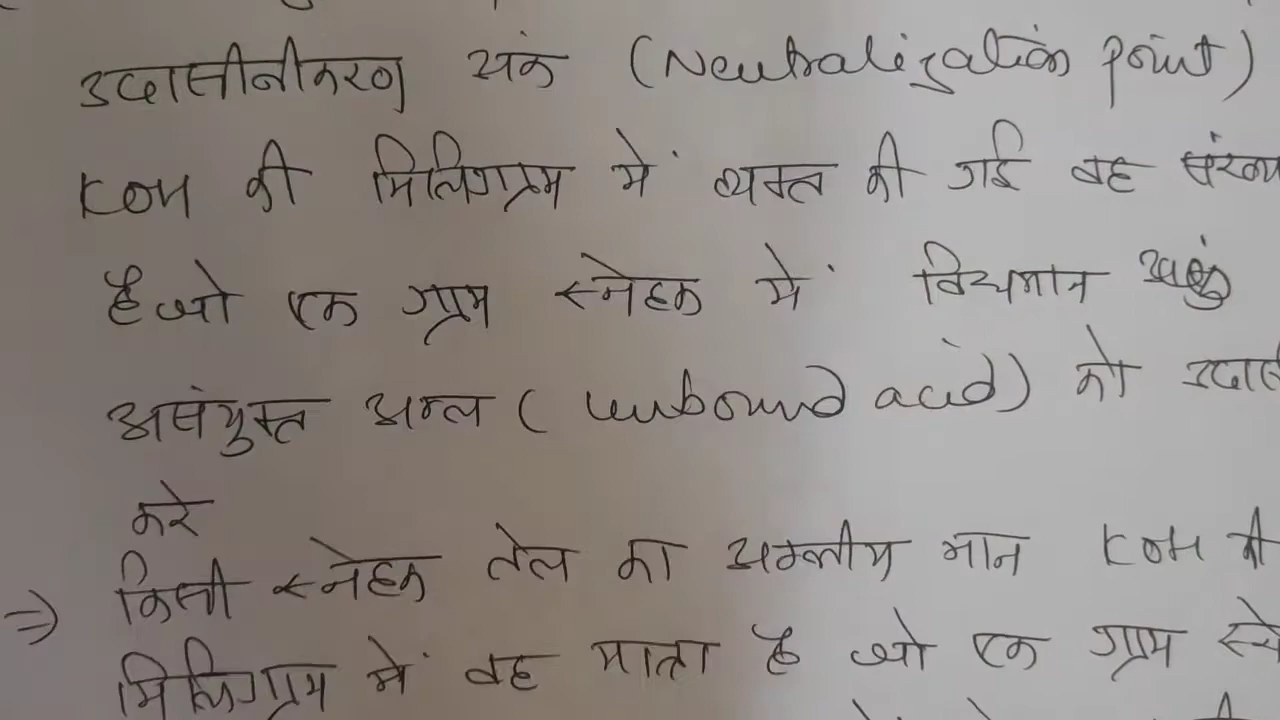 उदासीनीकरण अंक (Neutralization point)
KOH की मिलिग्राम में व्यक्त की गई वह संख्य
है जो एक ग्राम स्नेहक में विद्यमान
असंयुक्त अम्ल (unbound acid) को उदा
करे
⇒ किसी स्नेहक तेल का अम्लीय मान KOH की
मिलिग्राम में वह मात्रा है जो एक ग्राम स्ने